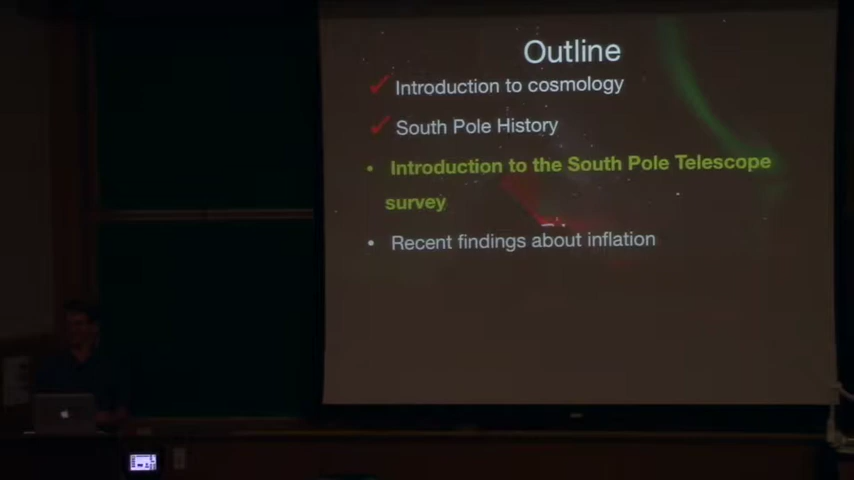 Outline
✓ Introduction to cosmology
✓ South Pole History
• Introduction to the South Pole Telescope
survey
• Recent findings about inflation